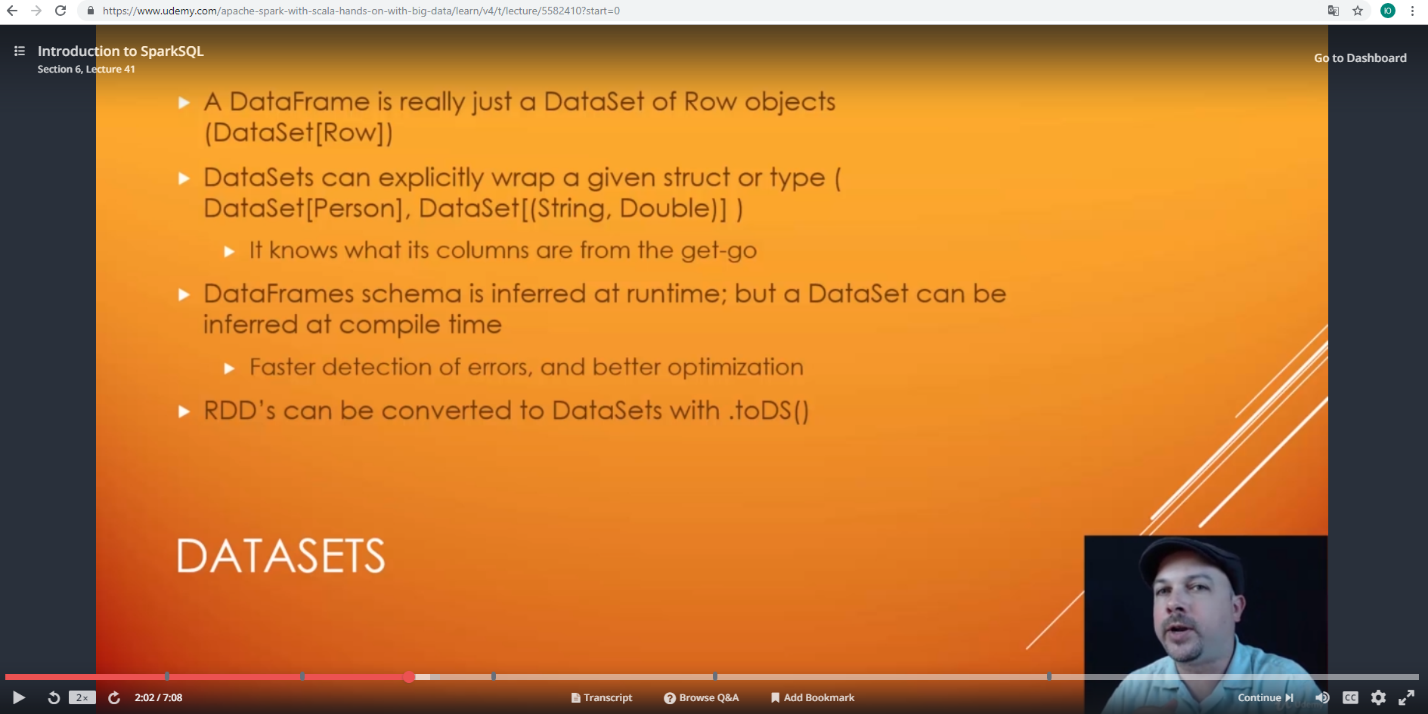 https://www.udemy.com/apache-spark-with-scala-hands-on-with-big-data/learn/v4/t/lecture/5582410?start=0
Ю
Introduction to SparkSQL
Section 6, Lecture 41
Go to Dashboard
A DataFrame is really just a DataSet of Row objects
(DataSet[Row])
DataSets can explicitly wrap a given struct or type (
DataSet[Person], DataSet[(String, Double)] )
It knows what its columns are from the get-go
DataFrames schema is inferred at runtime; but a DataSet can be
inferred at compile time
Faster detection of errors, and better optimization
RDD's can be converted to DataSets with .toDS()
DATASETS
2x
2:02 / 7:08
Transcript
Browse Q&A
Add Bookmark
Continue
CC